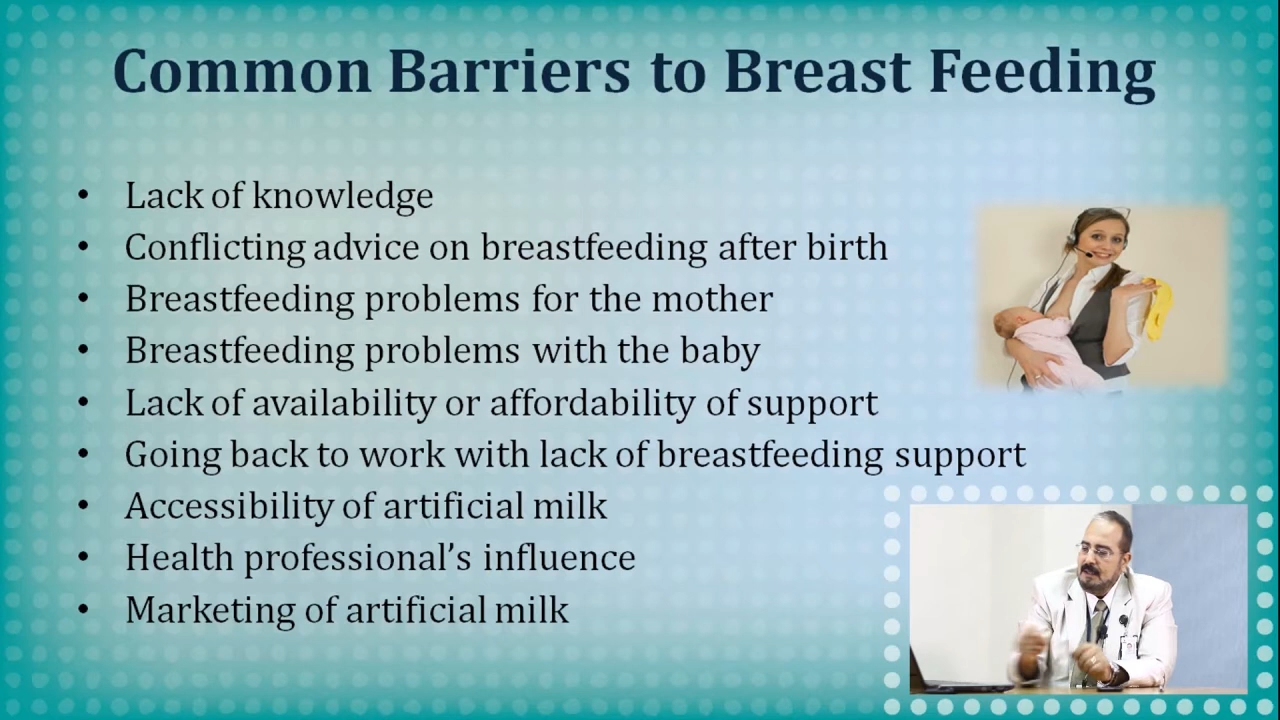 Common Barriers to Breast Feeding
• Lack of knowledge
• Conflicting advice on breastfeeding after birth
• Breastfeeding problems for the mother
• Breastfeeding problems with the baby
• Lack of availability or affordability of support
• Going back to work with lack of breastfeeding support
• Accessibility of artificial milk
• Health professional’s influence
• Marketing of artificial milk